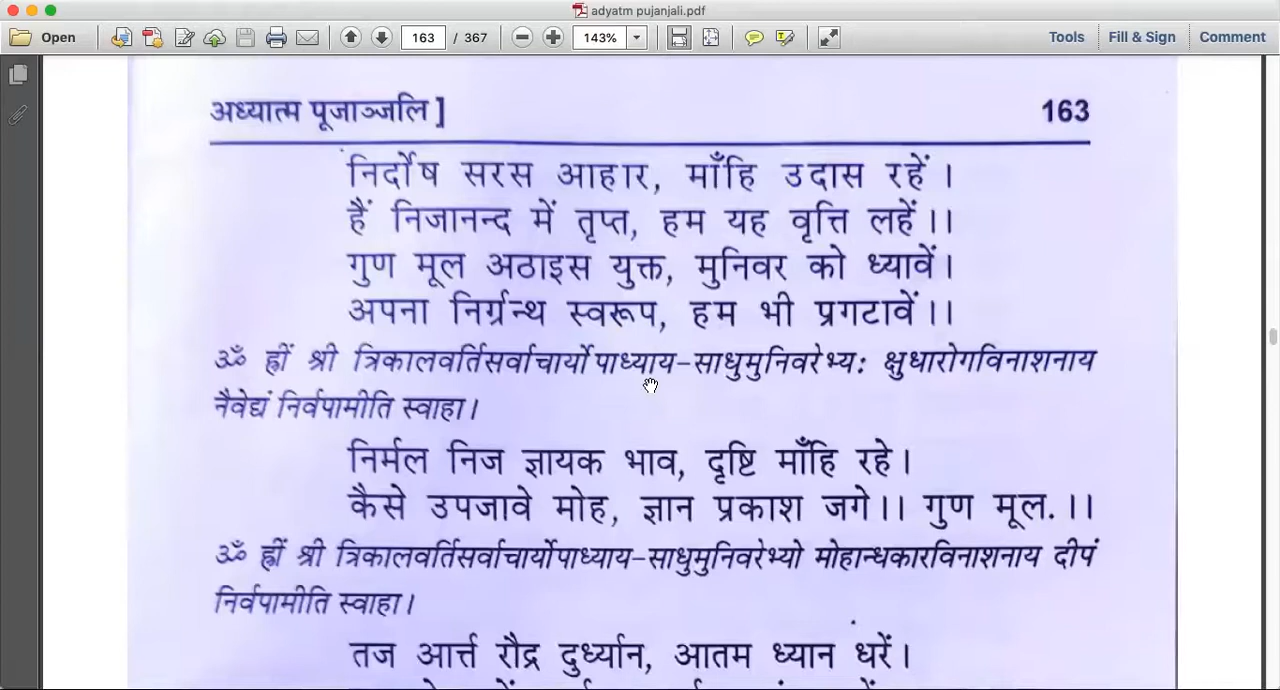 adyatm pujanjali.pdf
Open 163 / 367 143% Tools Fill & Sign Comment
अध्यात्म पूजाञ्जलि ] 163
निर्दोष सरस आहार, माँहि उदास रहें ।
हैं निजानन्द में तृप्त, हम यह वृत्ति लहें ।।
गुण मूल अठाइस युक्त, मुनिवर को ध्यावें ।
अपना निर्ग्रन्थ स्वरूप, हम भी प्रगटावें ।।
ॐ ह्रीं श्री त्रिकालवर्तिसर्वाचार्योपाध्याय-साधुमुनिवरेभ्यः क्षुधारोगविनाशनाय
नैवेद्यं निर्वपामीति स्वाहा ।
निर्मल निज ज्ञायक भाव, दृष्टि माँहि रहे ।
कैसे उपजावे मोह, ज्ञान प्रकाश जगे ।। गुण मूल. ।।
ॐ ह्रीं श्री त्रिकालवर्तिसर्वाचार्योपाध्याय-साधुमुनिवरेभ्यो मोहान्धकारविनाशनाय दीपं
निर्वपामीति स्वाहा ।
तज आर्त्त रौद्र दुर्ध्यान, आतम ध्यान धरें ।